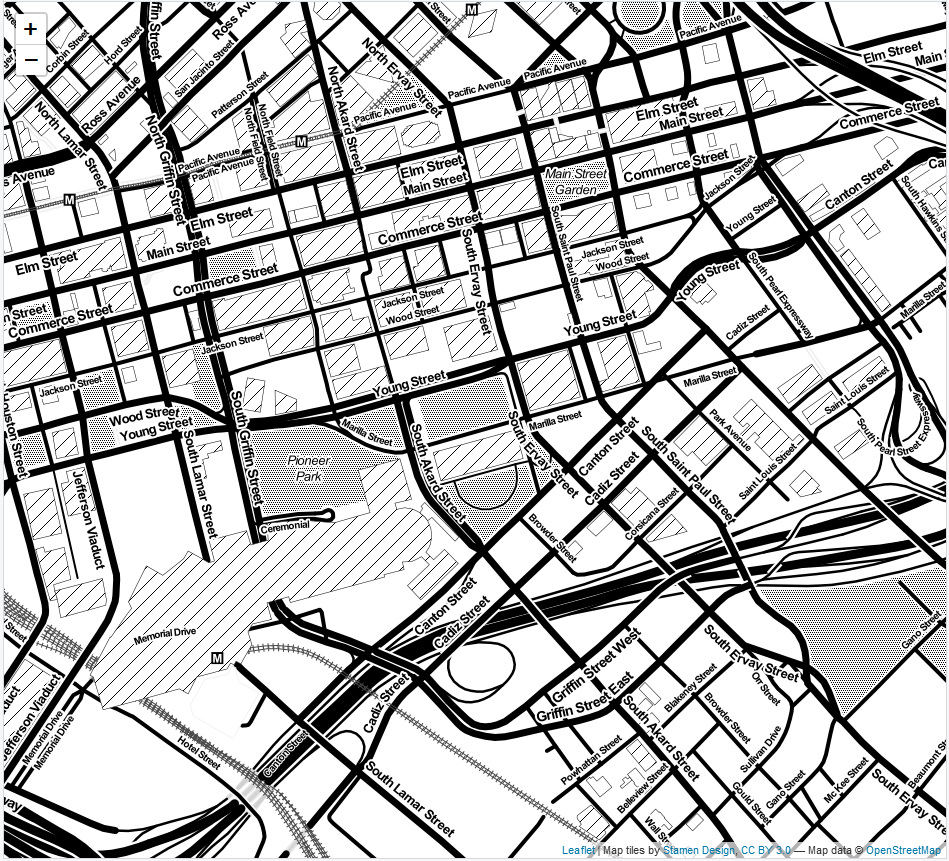 +
−
Corbin Street
Hord Street
Ross Avenue
San Jacinto Street
Patterson Street
North Field Street
North Field Street
North Lamar Street
North Griffin Street
North Akard Street
North Ervay Street
M
Pacific Avenue
Pacific Avenue
Pacific Avenue
Pacific Avenue
Pacific Avenue
Pacific Avenue
M
M
s Avenue
Elm Street
Main
Elm Street
Main Street
Commerce Street
Elm Street
Main Street
Commerce Street
Main Street
Garden
Elm Street
Main Street
Commerce Street
Elm Street
Commerce Street
n Street
Commerce Street
Jackson Street
Young Street
Canton Street
Ca
South Hawkins S
South Saint Paul Street
Jackson Street
Wood Street
Young Street
South Pearl Expressway
South Ervay Street
Jackson Street
Wood Street
Young Street
Cadiz Street
Marilla Street
Jackson Street
Jackson Street
Houston Street
Wood Street
Young Street
Young Street
Marilla Street
Marilla Street
Marilla Street
Saint Louis Street
South Pearl Street Expressway
Park Avenue
Saint Louis Street
South Griffin Street
South Lamar Street
Jefferson Viaduct
Pioneer
Park
Ceremonial
South Akard Street
South Ervay Street
Canton Street
Cadiz Street
South Saint Paul Street
Corsicana Street
Browder Street
Canton Street
Cadiz Street
Memorial Drive
M
Jefferson Viaduct
Memorial Drive
Memorial Drive
Hotel Street
Canton Street
Cadiz Street
South Lamar Street
Griffin Street West
Griffin Street East
South Ervay Street
Orr Street
Blakeney Street
Browder Street
Sullivan Drive
South Akard Street
Powhattan Street
Belleview Street
Wall S
Gould Street
Gano Street
Mc Kee Street
South Ervay St
Beaumont S
Gano Street
Leaflet | Map tiles by Stamen Design, CC BY 3.0 — Map data © OpenStreetMap